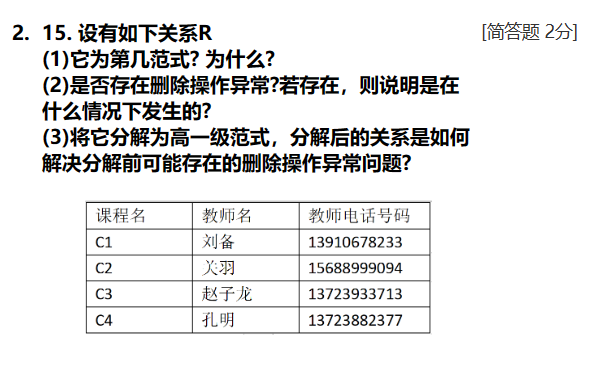 2. 15. 设有如下关系R [简答题 2分]
(1)它为第几范式? 为什么?
(2)是否存在删除操作异常?若存在，则说明是在
什么情况下发生的?
(3)将它分解为高一级范式，分解后的关系是如何
解决分解前可能存在的删除操作异常问题?
课程名 教师名 教师电话号码
C1 刘备 13910678233
C2 关羽 15688999094
C3 赵子龙 13723933713
C4 孔明 13723882377